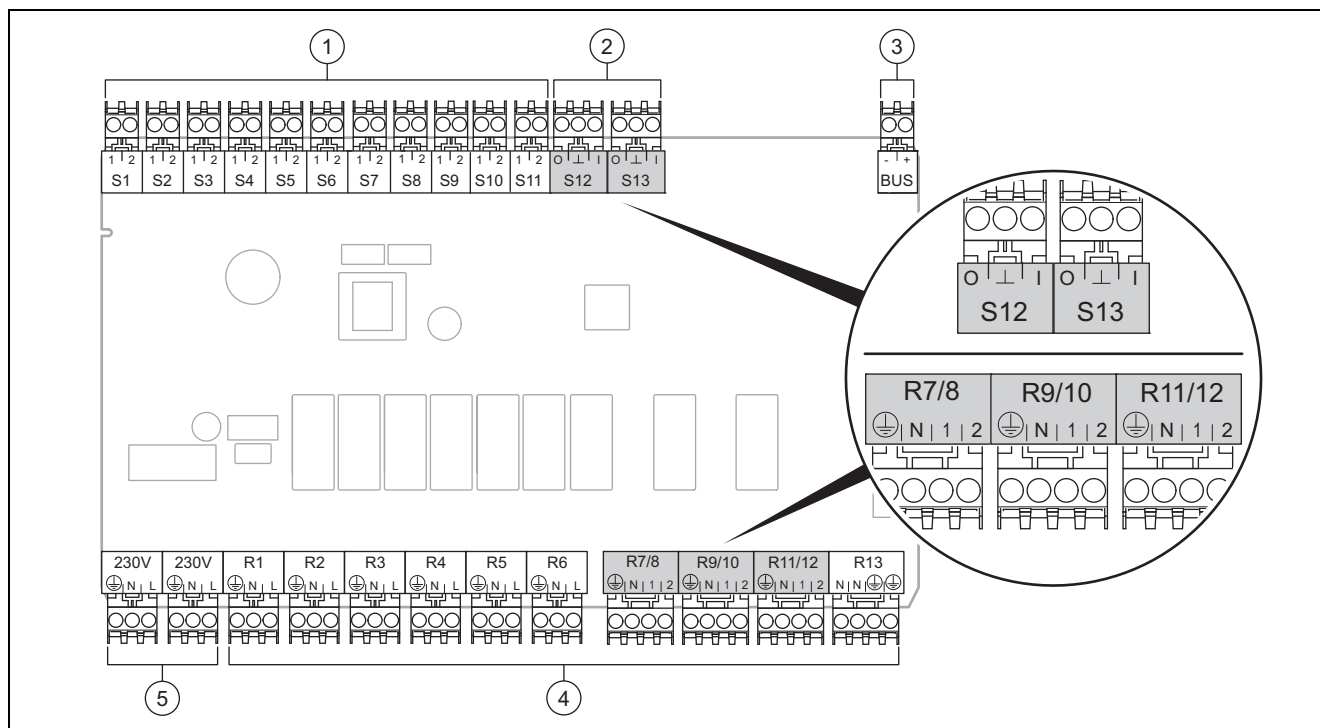 1 2 3
1 2 1 2 1 2 1 2 1 2 1 2 1 2 1 2 1 2 1 2 1 2 O ⊥ I O ⊥ I - +
S1 S2 S3 S4 S5 S6 S7 S8 S9 S10 S11 S12 S13 BUS
O ⊥ I O ⊥ I
S12 S13
R7/8 R9/10 R11/12
⏚ | N | 1 | 2 ⏚ | N | 1 | 2 ⏚ | N | 1 | 2
230V 230V R1 R2 R3 R4 R5 R6 R7/8 R9/10 R11/12 R13
⏚ N L ⏚ N L ⏚ N L ⏚ N L ⏚ N L ⏚ N L ⏚ N L ⏚ N L ⏚ N 1 2 ⏚ N 1 2 ⏚ N 1 2 N N ⏚ ⏚
5 4